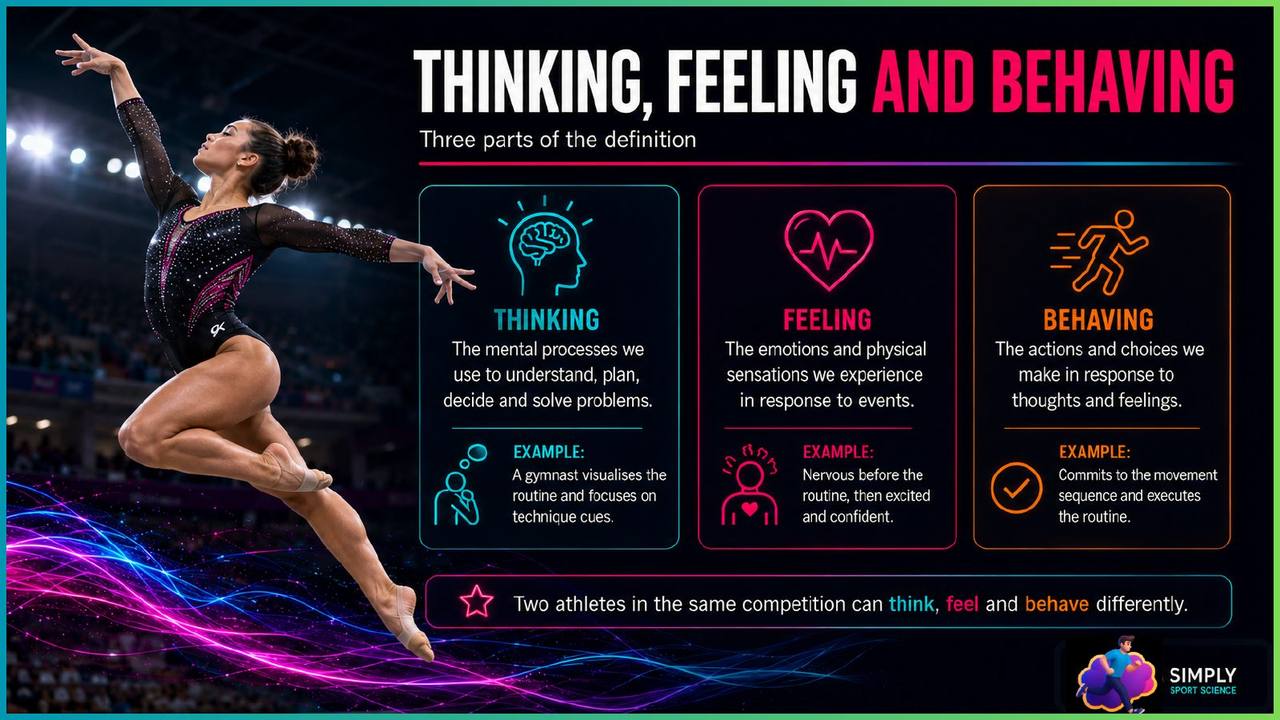 THINKING, FEELING AND BEHAVING
Three parts of the definition
THINKING
The mental processes we
use to understand, plan,
decide and solve problems.
EXAMPLE:
A gymnast visualises the
routine and focuses on
technique cues.
FEELING
The emotions and physical
sensations we experience
in response to events.
EXAMPLE:
Nervous before the
routine, then excited
and confident.
BEHAVING
The actions and choices we
make in response to
thoughts and feelings.
EXAMPLE:
Commits to the movement
sequence and executes
the routine.
Two athletes in the same competition can think, feel and behave differently.
SIMPLY
SPORT SCIENCE